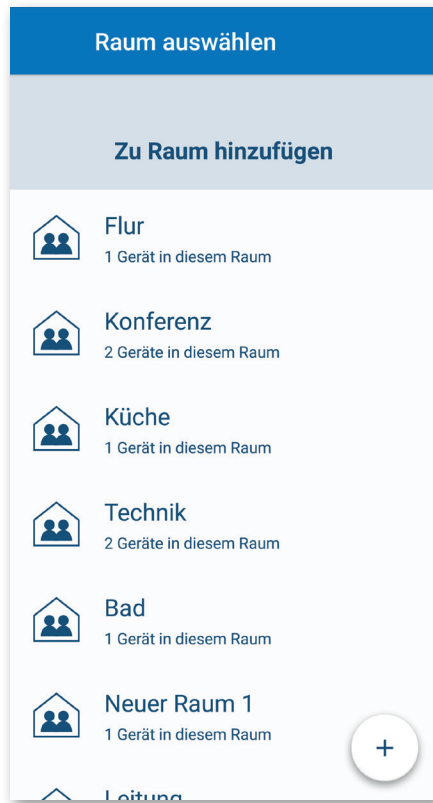 Raum auswählen
Zu Raum hinzufügen
Flur
1 Gerät in diesem Raum
Konferenz
2 Geräte in diesem Raum
Küche
1 Gerät in diesem Raum
Technik
2 Geräte in diesem Raum
Bad
1 Gerät in diesem Raum
Neuer Raum 1
1 Gerät in diesem Raum
+
Leitung